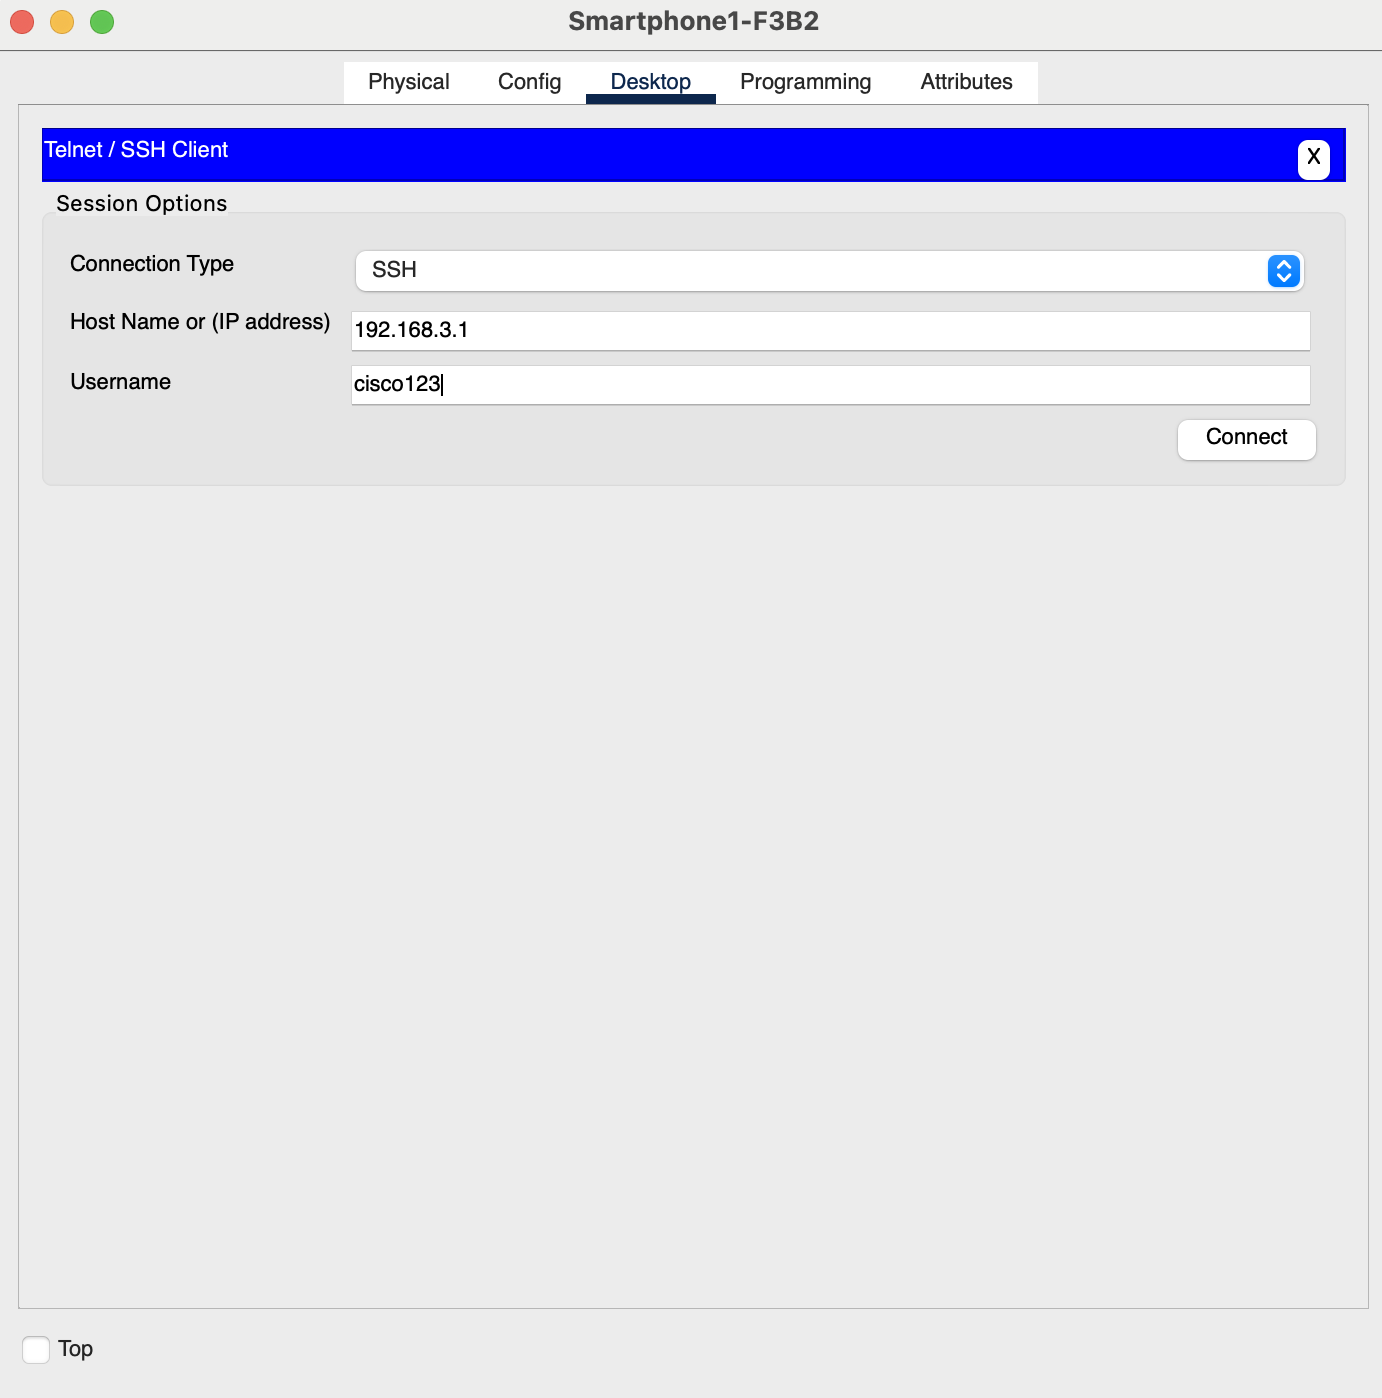 Smartphone1-F3B2
Physical Config Desktop Programming Attributes
Telnet / SSH Client X
Session Options
Connection Type SSH
Host Name or (IP address) 192.168.3.1
Username cisco123
Connect
Top